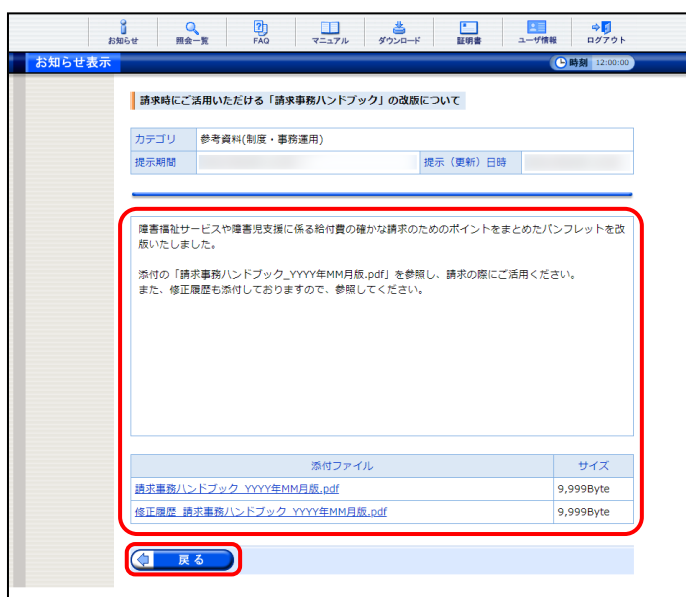 お知らせ 照会一覧 FAQ マニュアル ダウンロード 証明書 ユーザ情報 ログアウト
お知らせ表示 時刻 12:00:00
請求時にご活用いただける「請求事務ハンドブック」の改版について
カテゴリ 参考資料(制度・事務運用)
提示期間 提示（更新）日時
障害福祉サービスや障害児支援に係る給付費の確かな請求のためのポイントをまとめたパンフレットを改
版いたしました。
添付の「請求事務ハンドブック_YYYY年MM月版.pdf」を参照し、請求の際にご活用ください。
また、修正履歴も添付しておりますので、参照してください。
添付ファイル サイズ
請求事務ハンドブック_YYYY年MM月版.pdf 9,999Byte
修正履歴_請求事務ハンドブック_YYYY年MM月版.pdf 9,999Byte
戻る